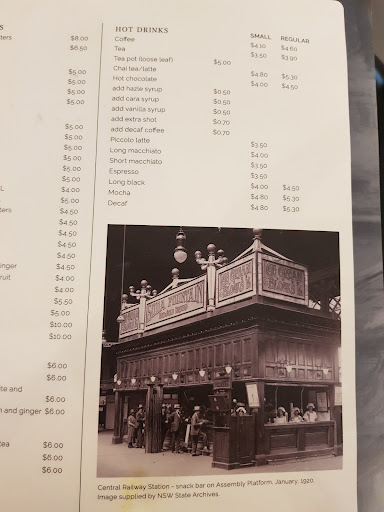 S
ters $8.00
$6.50
$5.00
$5.00
$5.00
$5.00
$5.00
$5.00
$5.00
$5.00
$5.00
$5.00
L $4.00
ters $4.50
$4.50
$4.50
$4.50
$4.50
inger $4.50
ruit $4.00
$4.00
$5.50
$5.00
$10.00
$10.00
$6.00
$6.00
ite and
$6.00
n and ginger $6.00
tea $6.00
$6.00
$6.00
HOT DRINKS SMALL REGULAR
Coffee $4.10 $4.60
Tea $3.50 $3.90
Tea pot (loose leaf) $5.00
Chai tea/latte $4.80 $5.30
Hot chocolate $4.00 $4.50
add hazle syrup $0.50
add cara syrup $0.50
add vanilla syrup $0.50
add extra shot $0.70
add decaf coffee $0.70
Piccolo latte $3.50
Long macchiato $4.00
Short macchiato $3.50
Espresso $3.50
Long black $4.00 $4.50
Mocha $4.80 $5.30
Decaf $4.80 $5.30
Central Railway Station - snack bar on Assembly Platform, January, 1920.
Image supplied by NSW State Archives.